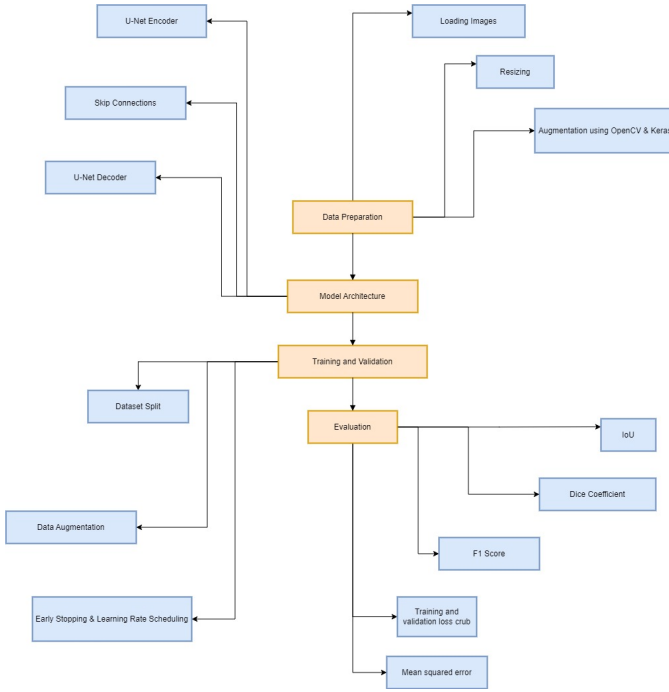 U-Net Encoder
Loading Images
Resizing
Skip Connections
Augmentation using OpenCV & Keras
U-Net Decoder
Data Preparation
Model Architecture
Training and Validation
Dataset Split
Evaluation
IoU
Dice Coefficient
Data Augmentation
F1 Score
Early Stopping & Learning Rate Scheduling
Training and
validation loss crub
Mean squared error